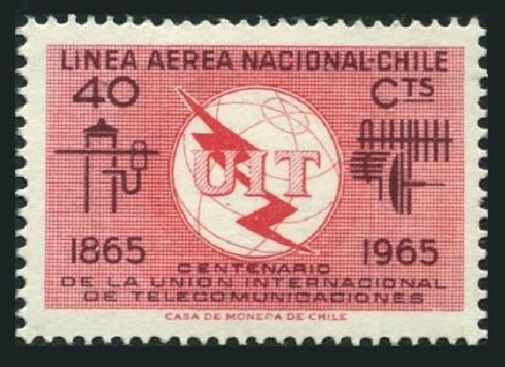 LINEA AEREA NACIONAL-CHILE
40 CTS
UIT
1865 1965
CENTENARIO
DE LA UNION INTERNACIONAL
DE TELECOMUNICACIONES
CASA DE MONEDA DE CHILE